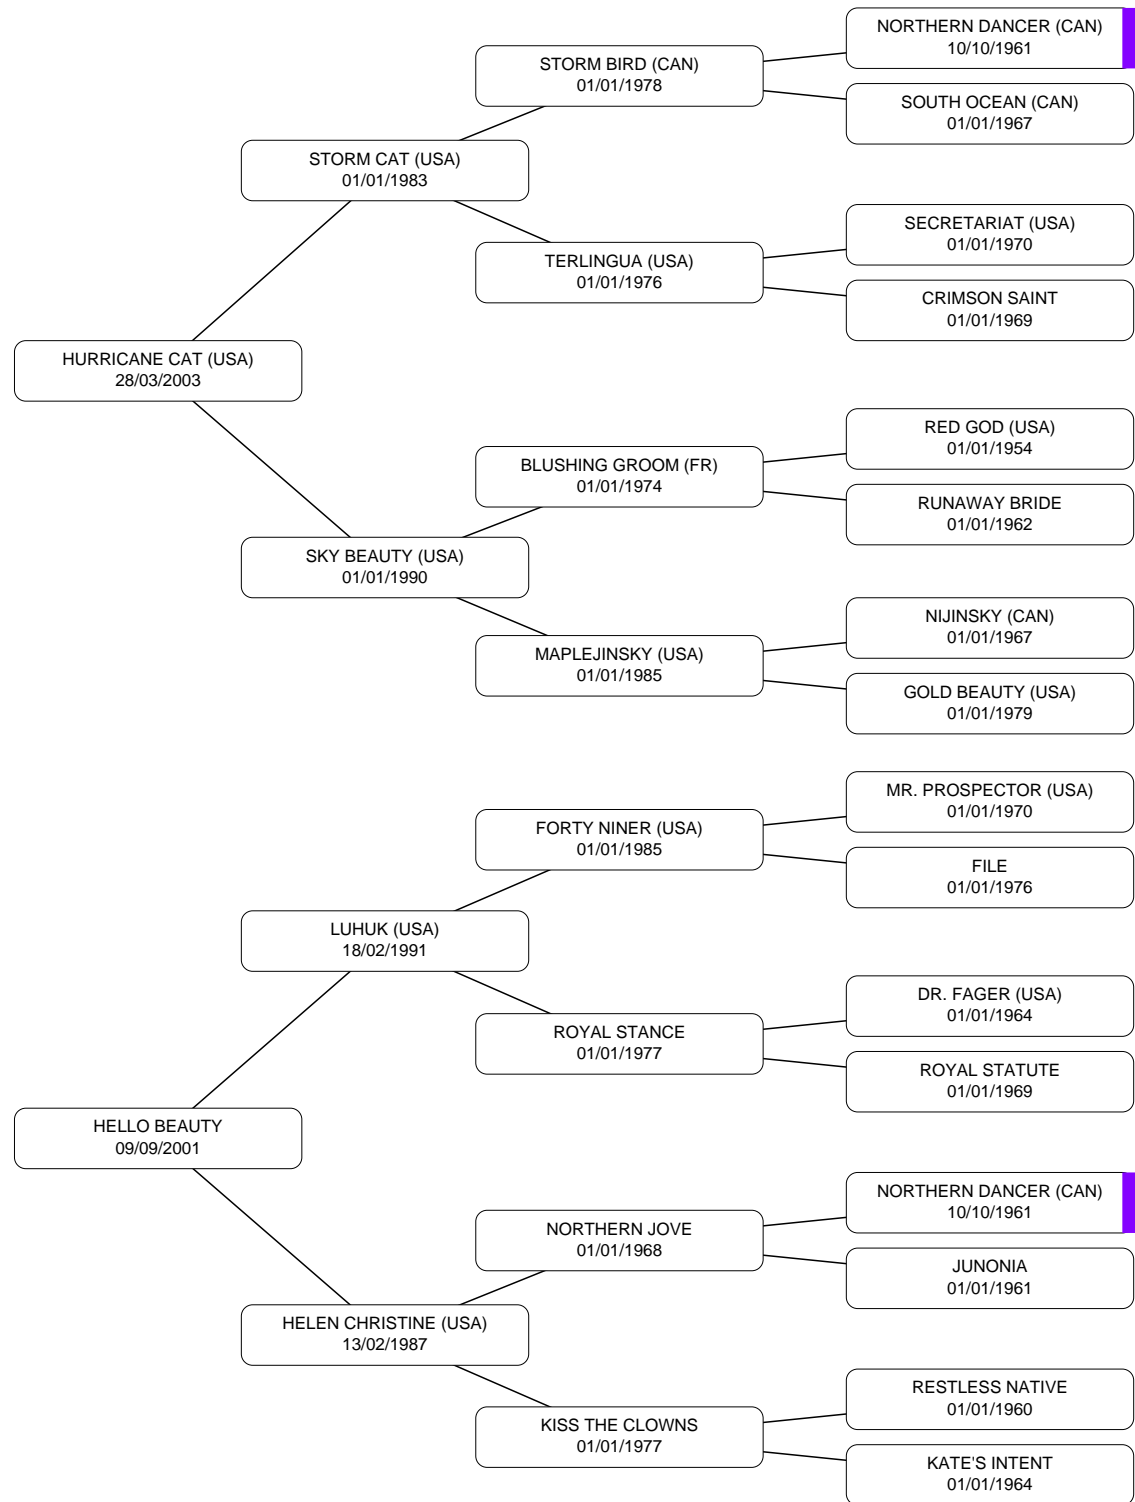 NORTHERN DANCER (CAN)
10/10/1961
STORM BIRD (CAN)
01/01/1978
SOUTH OCEAN (CAN)
01/01/1967
STORM CAT (USA)
01/01/1983
SECRETARIAT (USA)
01/01/1970
TERLINGUA (USA)
01/01/1976
CRIMSON SAINT
01/01/1969
HURRICANE CAT (USA)
28/03/2003
RED GOD (USA)
01/01/1954
BLUSHING GROOM (FR)
01/01/1974
RUNAWAY BRIDE
01/01/1962
SKY BEAUTY (USA)
01/01/1990
NIJINSKY (CAN)
01/01/1967
MAPLEJINSKY (USA)
01/01/1985
GOLD BEAUTY (USA)
01/01/1979
MR. PROSPECTOR (USA)
01/01/1970
FORTY NINER (USA)
01/01/1985
FILE
01/01/1976
LUHUK (USA)
18/02/1991
DR. FAGER (USA)
01/01/1964
ROYAL STANCE
01/01/1977
ROYAL STATUTE
01/01/1969
HELLO BEAUTY
09/09/2001
NORTHERN DANCER (CAN)
10/10/1961
NORTHERN JOVE
01/01/1968
JUNONIA
01/01/1961
HELEN CHRISTINE (USA)
13/02/1987
RESTLESS NATIVE
01/01/1960
KISS THE CLOWNS
01/01/1977
KATE'S INTENT
01/01/1964